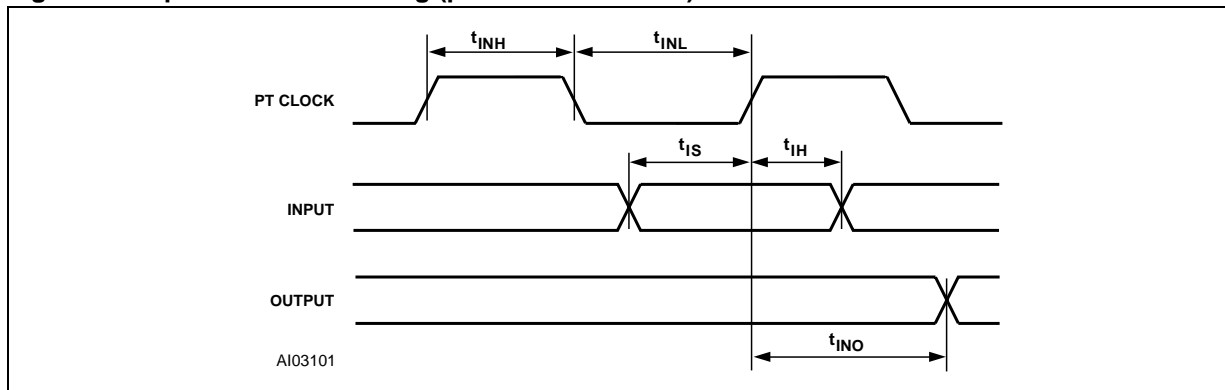 tINH
tINL
PT CLOCK
tIS
tIH
INPUT
OUTPUT
tINO
AI03101